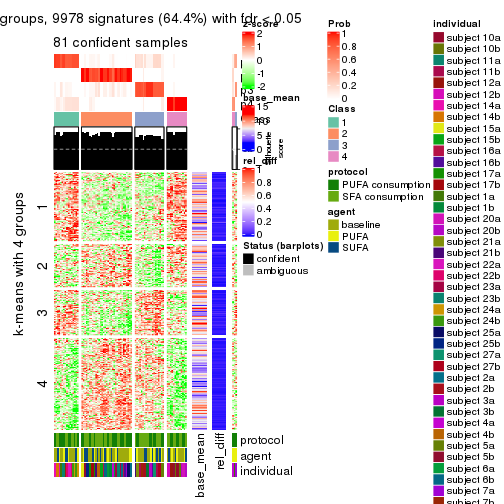 groups, 9978 signatures (64.4%) with fdr < 0.05
81 confident samples
k-means with 4 groups
1
2
3
4
base_mean
rel_diff
protocol
agent
individual
z-score
2
1
0
-1
-2
base_mean
15
10
5
0
rel_diff
1
0.8
0.6
0.4
0.2
0
Status (barplots)
confident
ambiguous
silhouette
score
Prob
1
0.8
0.6
0.4
0.2
0
Class
1
2
3
4
protocol
PUFA consumption
SFA consumption
agent
baseline
PUFA
SUFA
individual
subject 10a
subject 10b
subject 11a
subject 11b
subject 12a
subject 12b
subject 14a
subject 14b
subject 15a
subject 15b
subject 16a
subject 16b
subject 17a
subject 17b
subject 1a
subject 1b
subject 20a
subject 20b
subject 21a
subject 21b
subject 22a
subject 22b
subject 23a
subject 23b
subject 24a
subject 24b
subject 25a
subject 25b
subject 27a
subject 27b
subject 2a
subject 2b
subject 3a
subject 3b
subject 4a
subject 4b
subject 5a
subject 5b
subject 6a
subject 6b
subject 7a
subject 7b